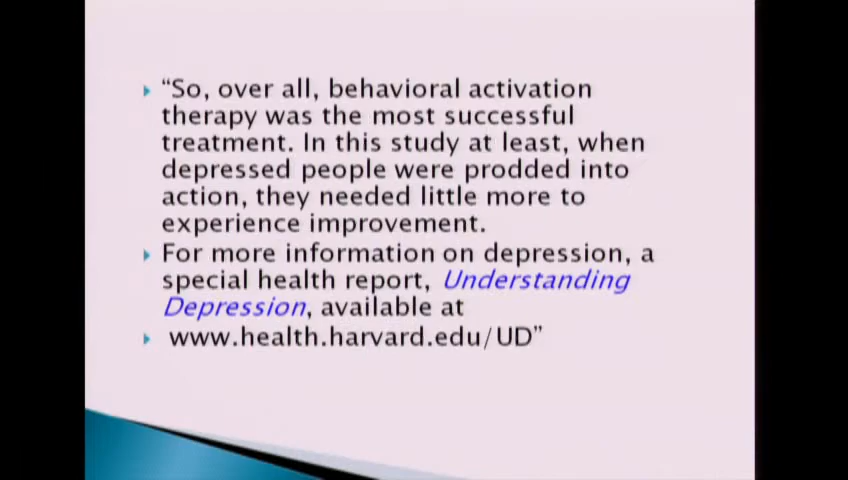 “So, over all, behavioral activation
therapy was the most successful
treatment. In this study at least, when
depressed people were prodded into
action, they needed little more to
experience improvement.
For more information on depression, a
special health report, Understanding
Depression, available at
www.health.harvard.edu/UD”